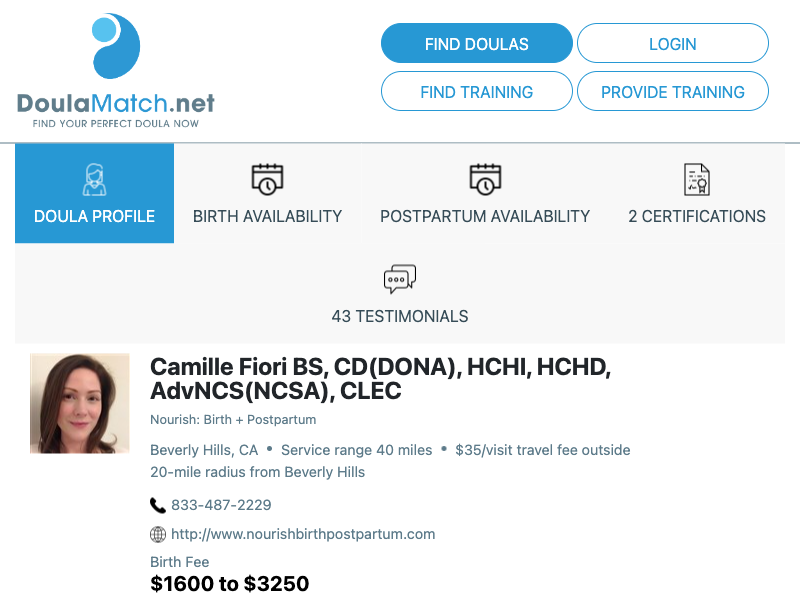 DoulaMatch.net
FIND YOUR PERFECT DOULA NOW
FIND DOULAS
LOGIN
FIND TRAINING
PROVIDE TRAINING
DOULA PROFILE
BIRTH AVAILABILITY
POSTPARTUM AVAILABILITY
2 CERTIFICATIONS
43 TESTIMONIALS
Camille Fiori BS, CD(DONA), HCHI, HCHD,
AdvNCS(NCSA), CLEC
Nourish: Birth + Postpartum
Beverly Hills, CA • Service range 40 miles • $35/visit travel fee outside
20-mile radius from Beverly Hills
833-487-2229
http://www.nourishbirthpostpartum.com
Birth Fee
$1600 to $3250